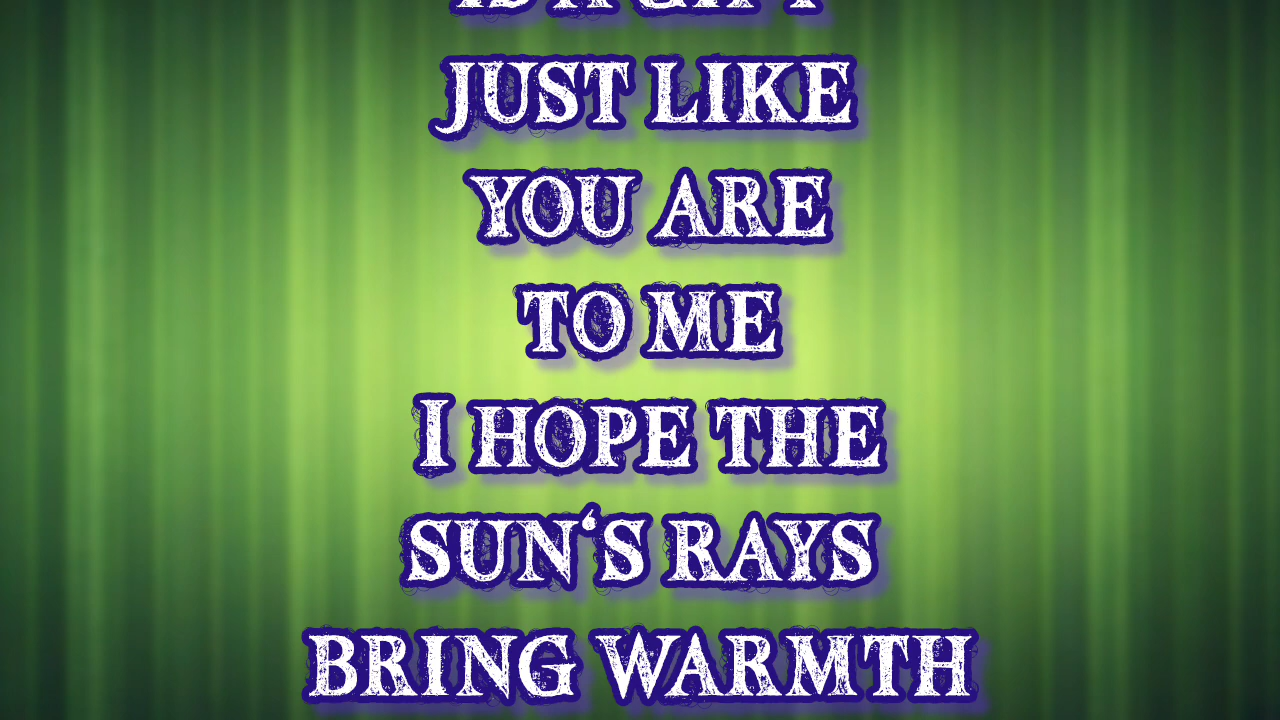 JUST LIKE
YOU ARE
TO ME
I HOPE THE
SUN‘S RAYS
BRING WARMTH